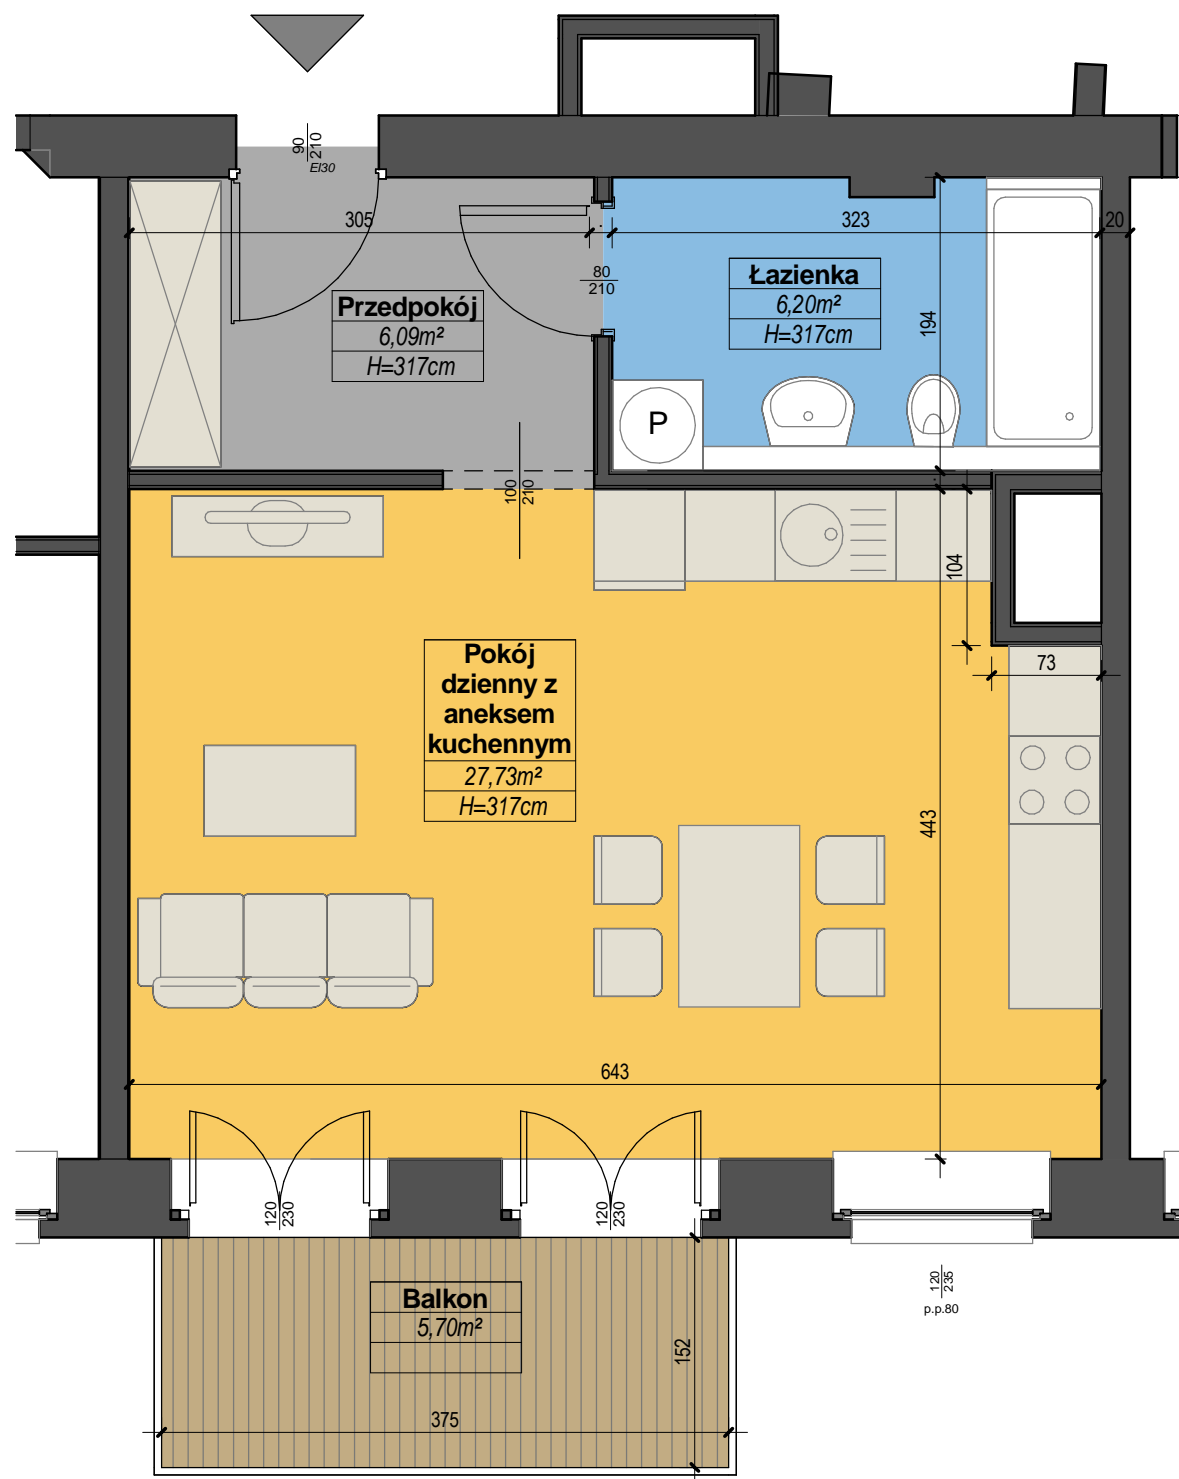 90
210
EI30
305
323
20
80
210
Przedpokój
6,09m²
H=317cm
Łazienka
6,20m²
H=317cm
194
P
100
210
104
73
Pokój
dzienny z
aneksem
kuchennym
27,73m²
H=317cm
443
643
120
230
120
230
120
235
p.p.80
Balkon
5,70m²
152
375